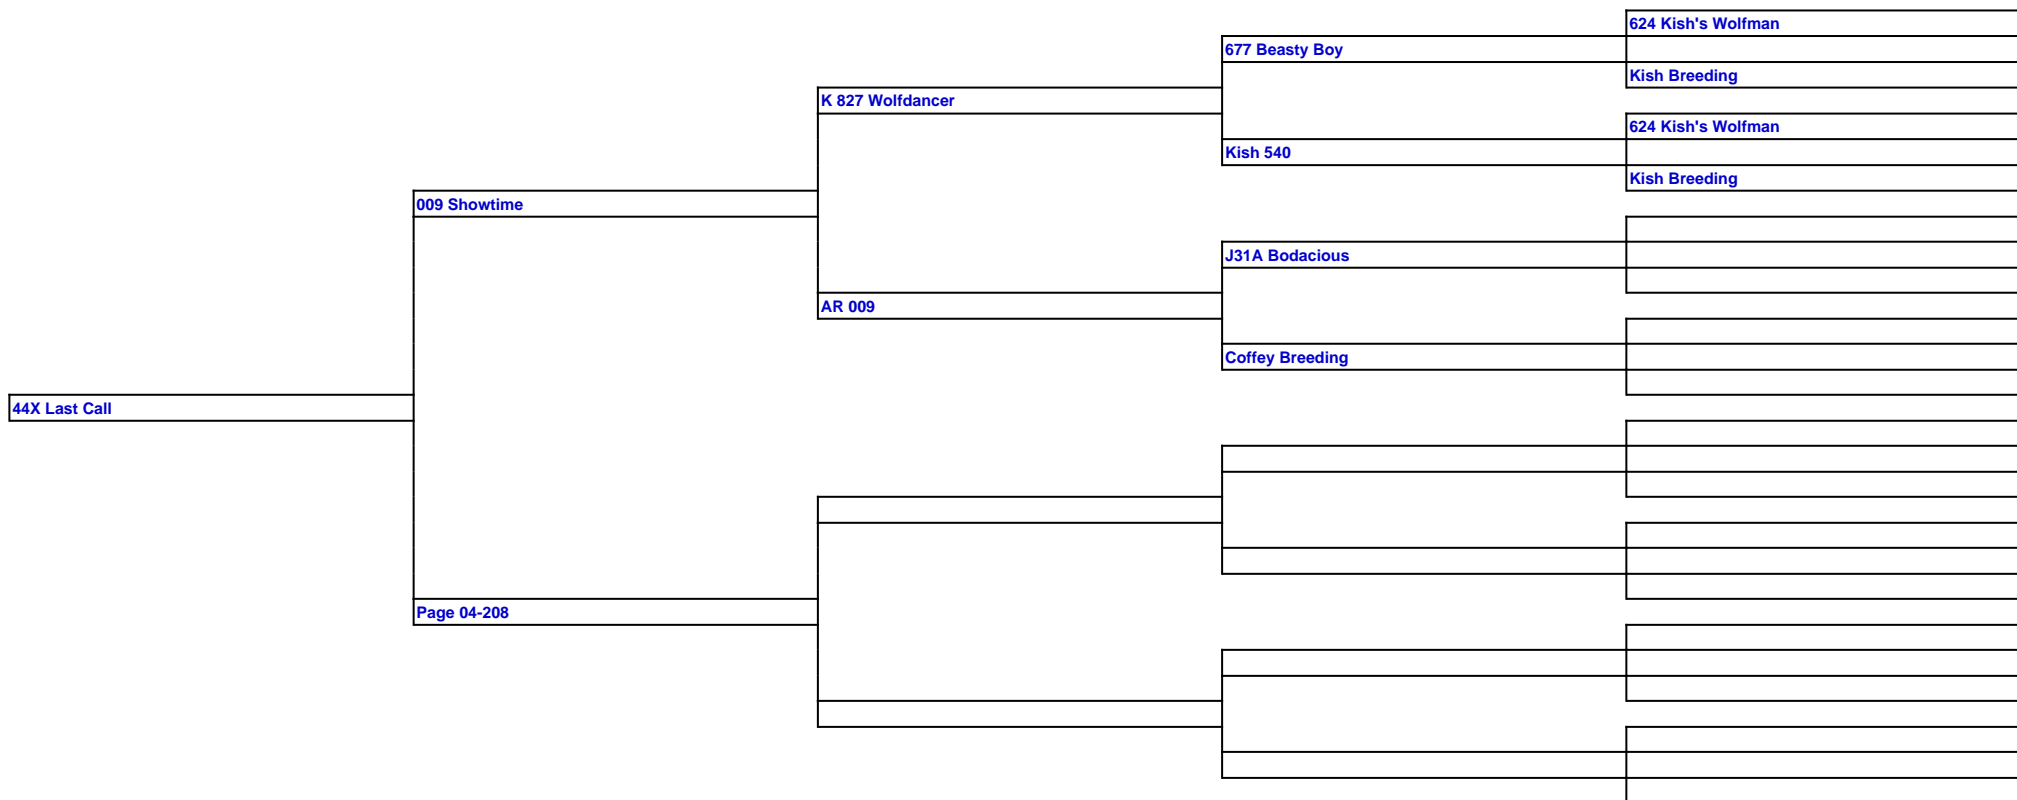 624 Kish's Wolfman
677 Beasty Boy
Kish Breeding
K 827 Wolfdancer
624 Kish's Wolfman
Kish 540
Kish Breeding
009 Showtime
J31A Bodacious
AR 009
Coffey Breeding
44X Last Call
Page 04-208